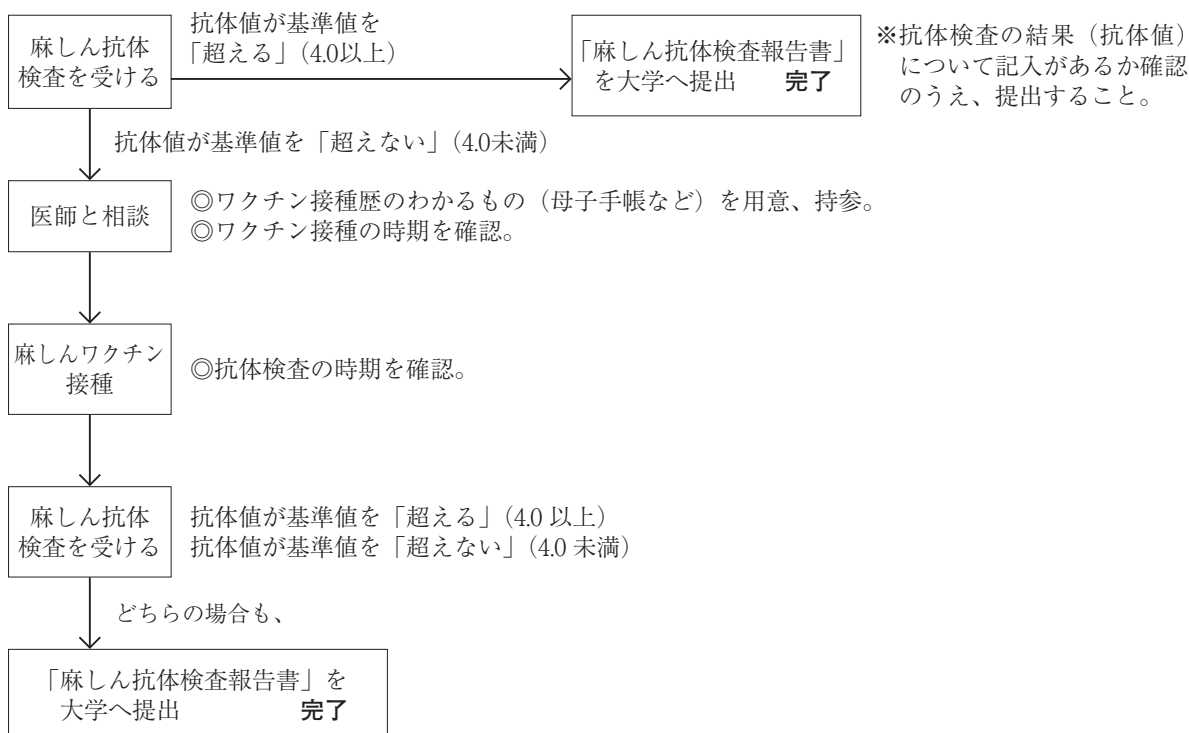 麻しん抗体
検査を受ける
抗体値が基準値を
「超える」(4.0以上)
「麻しん抗体検査報告書」
を大学へ提出 完了
※抗体検査の結果（抗体値）
について記入があるか確認
のうえ、提出すること。
抗体値が基準値を「超えない」(4.0未満)
医師と相談
◎ワクチン接種歴のわかるもの（母子手帳など）を用意、持参。
◎ワクチン接種の時期を確認。
麻しんワクチン
接種
◎抗体検査の時期を確認。
麻しん抗体
検査を受ける
抗体値が基準値を「超える」(4.0 以上)
抗体値が基準値を「超えない」(4.0 未満)
どちらの場合も、
「麻しん抗体検査報告書」を
大学へ提出 完了